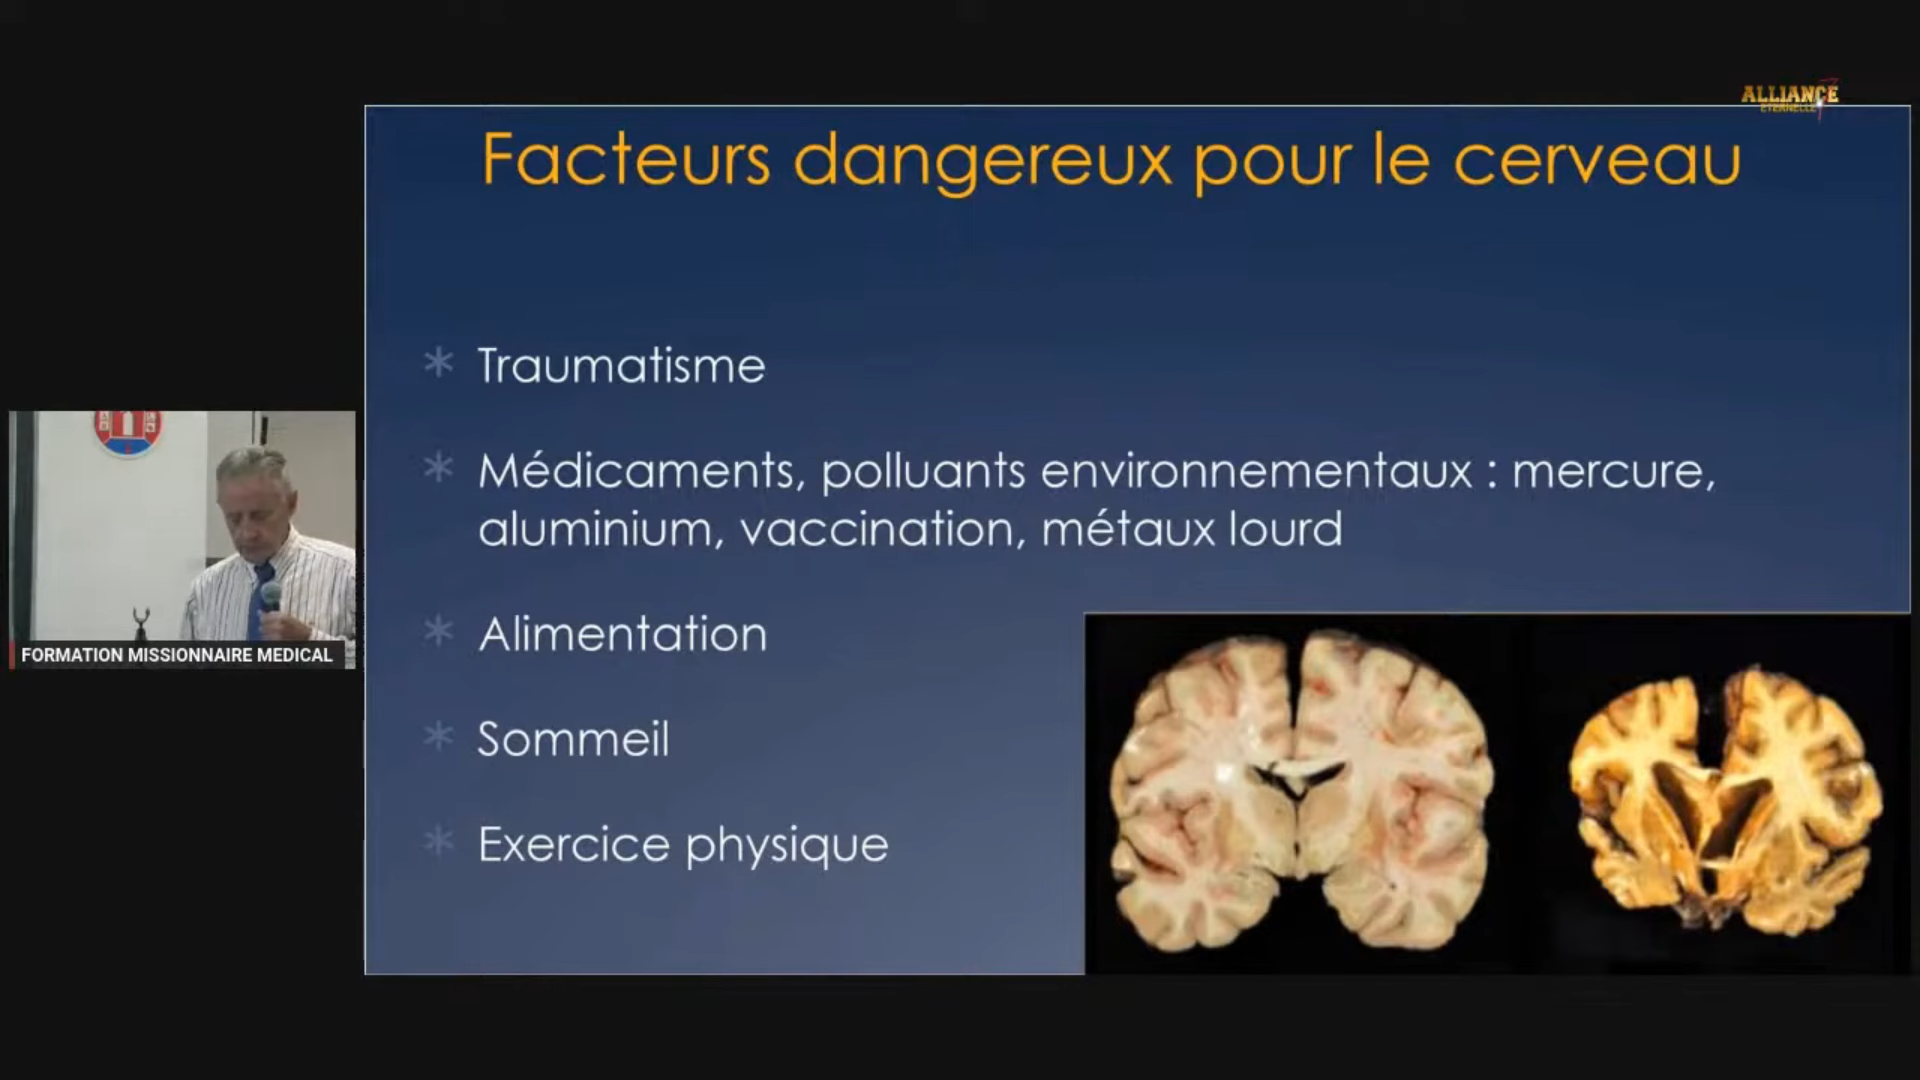 ALLIANCE
ETERNELLE
Facteurs dangereux pour le cerveau
* Traumatisme
* Médicaments, polluants environnementaux : mercure,
aluminium, vaccination, métaux lourd
* Alimentation
* Sommeil
* Exercice physique
FORMATION MISSIONNAIRE MEDICAL